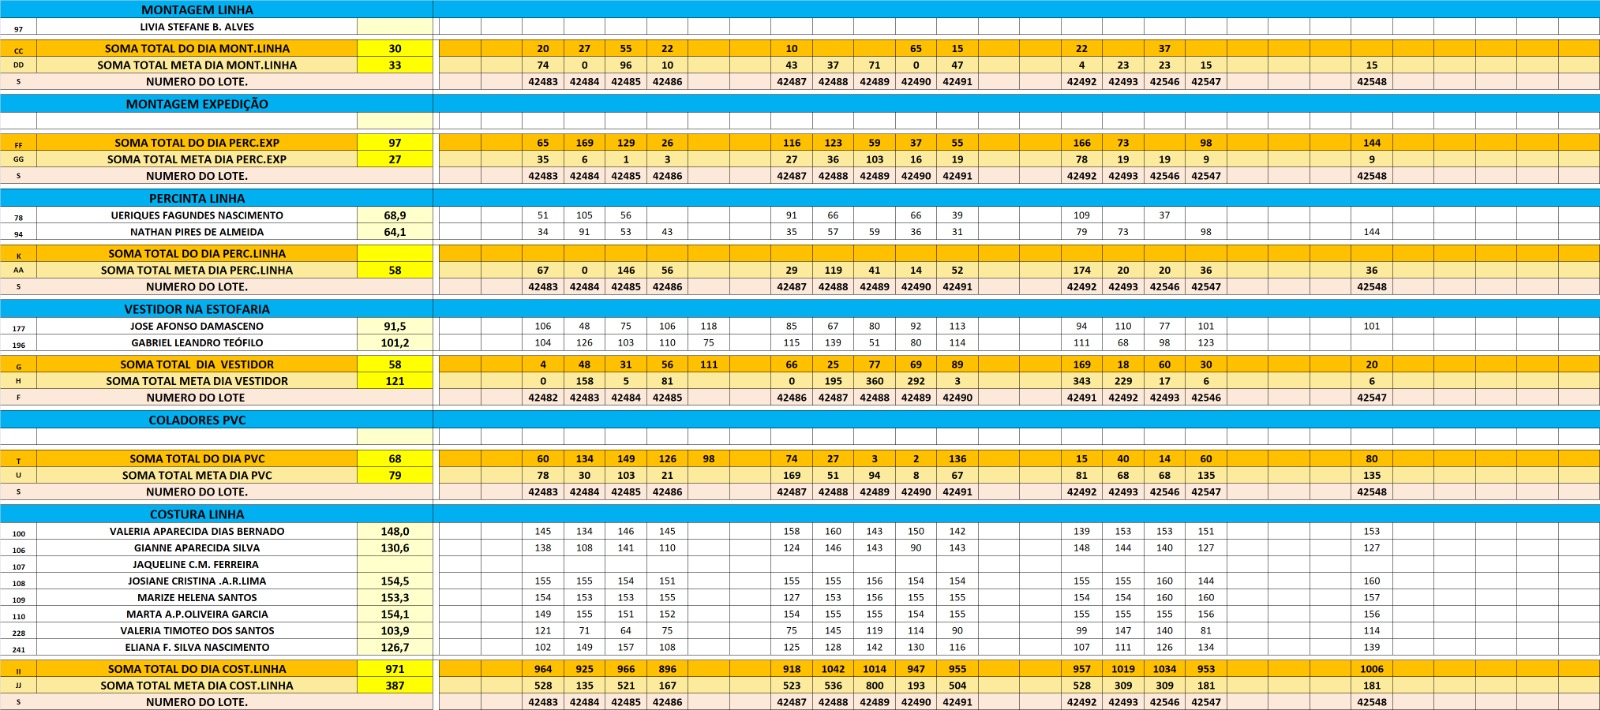 MONTAGEM LINHA
97 LIVIA STEFANE B. ALVES
CC SOMA TOTAL DO DIA MONT.LINHA 30 20 27 55 22 10 65 15 22 37
DD SOMA TOTAL META DIA MONT.LINHA 33 74 0 96 10 43 37 71 0 47 4 23 23 15 15
S NUMERO DO LOTE. 42483 42484 42485 42486 42487 42488 42489 42490 42491 42492 42493 42546 42547 42548
MONTAGEM EXPEDIÇÃO
FF SOMA TOTAL DO DIA PERC.EXP 97 65 169 129 26 116 123 59 37 55 166 73 98 144
GG SOMA TOTAL META DIA PERC.EXP 27 35 6 1 3 27 36 103 16 19 78 19 19 9 9
S NUMERO DO LOTE. 42483 42484 42485 42486 42487 42488 42489 42490 42491 42492 42493 42546 42547 42548
PERCINTA LINHA
78 UERIQUES FAGUNDES NASCIMENTO 68,9 51 105 56 91 66 66 39 109 37
94 NATHAN PIRES DE ALMEIDA 64,1 34 91 53 43 35 57 59 36 31 79 73 98 144
K SOMA TOTAL DO DIA PERC.LINHA
AA SOMA TOTAL META DIA PERC.LINHA 58 67 0 146 56 29 119 41 14 52 174 20 20 36 36
S NUMERO DO LOTE. 42483 42484 42485 42486 42487 42488 42489 42490 42491 42492 42493 42546 42547 42548
VESTIDOR NA ESTOFARIA
177 JOSE AFONSO DAMASCENO 91,5 106 48 75 106 118 85 67 80 92 113 94 110 77 101 101
196 GABRIEL LEANDRO TEÓFILO 101,2 104 126 103 110 75 115 139 51 80 114 111 68 98 123
G SOMA TOTAL DIA VESTIDOR 58 4 48 31 56 111 66 25 77 69 89 169 18 60 30 20
H SOMA TOTAL META DIA VESTIDOR 121 0 158 5 81 0 195 360 292 3 343 229 17 6 6
F NUMERO DO LOTE 42482 42483 42484 42485 42486 42487 42488 42489 42490 42491 42492 42493 42546 42547
COLADORES PVC
T SOMA TOTAL DO DIA PVC 68 60 134 149 126 98 74 27 3 2 136 15 40 14 60 80
U SOMA TOTAL META DIA PVC 79 78 30 103 21 169 51 94 8 67 81 68 68 135 135
S NUMERO DO LOTE. 42483 42484 42485 42486 42487 42488 42489 42490 42491 42492 42493 42546 42547 42548
COSTURA LINHA
100 VALERIA APARECIDA DIAS BERNADO 148,0 145 134 146 145 158 160 143 150 142 139 153 153 151 153
106 GIANNE APARECIDA SILVA 130,6 138 108 141 110 124 146 143 90 143 148 144 140 127 127
107 JAQUELINE C.M. FERREIRA
108 JOSIANE CRISTINA .A.R.LIMA 154,5 155 155 154 151 155 155 156 154 154 155 155 160 144 160
109 MARIZE HELENA SANTOS 153,3 154 153 153 155 127 153 156 155 155 154 154 160 160 157
110 MARTA A.P.OLIVEIRA GARCIA 154,1 149 155 151 152 154 155 155 154 155 155 155 155 156 156
228 VALERIA TIMOTEO DOS SANTOS 103,9 121 71 64 75 75 145 119 114 90 99 147 140 81 114
241 ELIANA F. SILVA NASCIMENTO 126,7 102 149 157 108 125 128 142 130 116 107 111 126 134 139
II SOMA TOTAL DO DIA COST.LINHA 971 964 925 966 896 918 1042 1014 947 955 957 1019 1034 953 1006
JJ SOMA TOTAL META DIA COST.LINHA 387 528 135 521 167 523 536 800 193 504 528 309 309 181 181
S NUMERO DO LOTE. 42483 42484 42485 42486 42487 42488 42489 42490 42491 42492 42493 42546 42547 42548